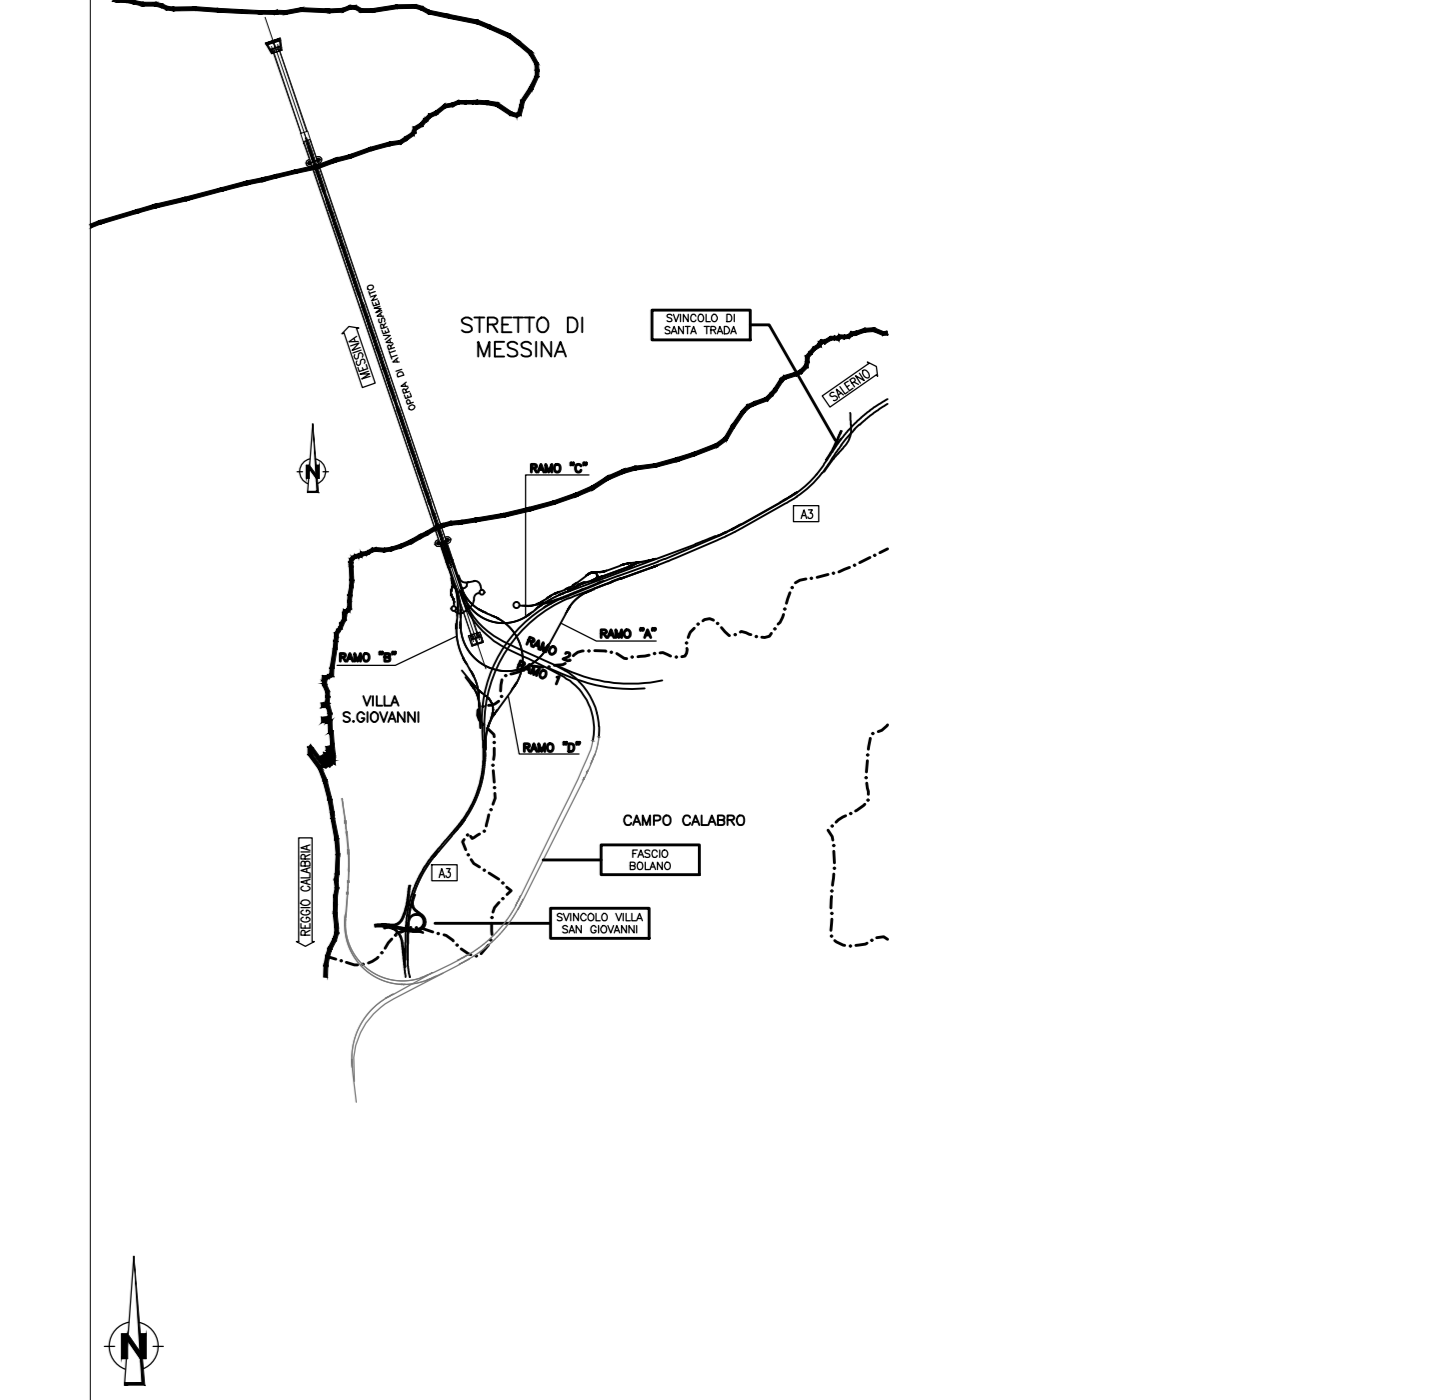 OPERA DI ATTRAVERSAMENTO
MESSINA
STRETTO DI
MESSINA
SVINCOLO DI
SANTA TRADA
SALERNO
N
RAMO "C"
A3
RAMO "A"
RAMO 2
RAMO "B"
RAMO 1
VILLA
S.GIOVANNI
RAMO "D"
CAMPO CALABRO
FASCIO
BOLANO
A3
REGGIO CALABRIA
SVINCOLO VILLA
SAN GIOVANNI
N